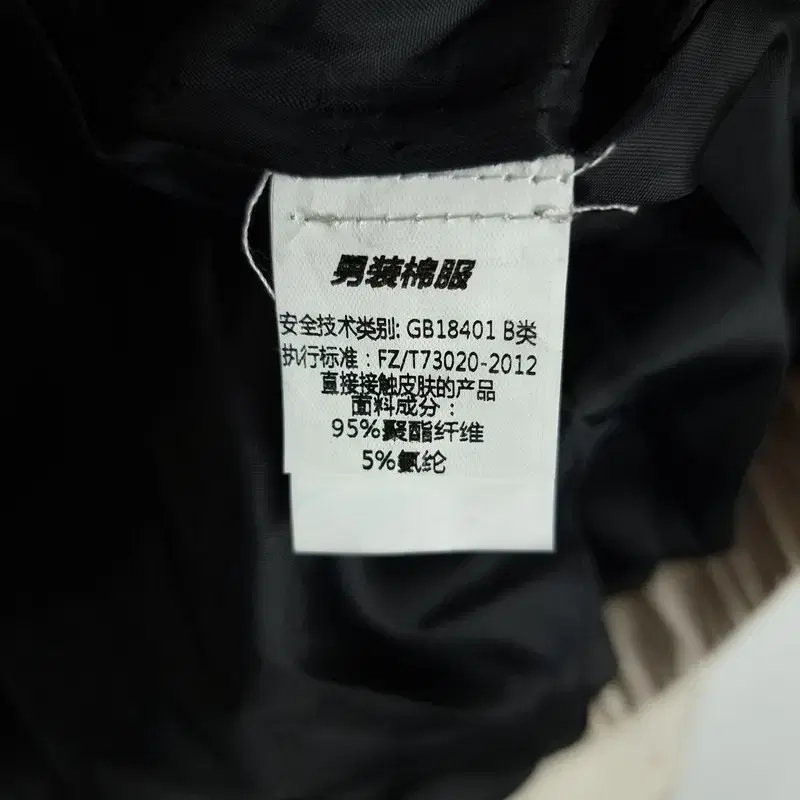 男装棉服
安全技术类别: GB18401 B类
执行标准：FZ/T73020-2012
直接接触皮肤的产品
面料成分：
95%聚酯纤维
5%氨纶